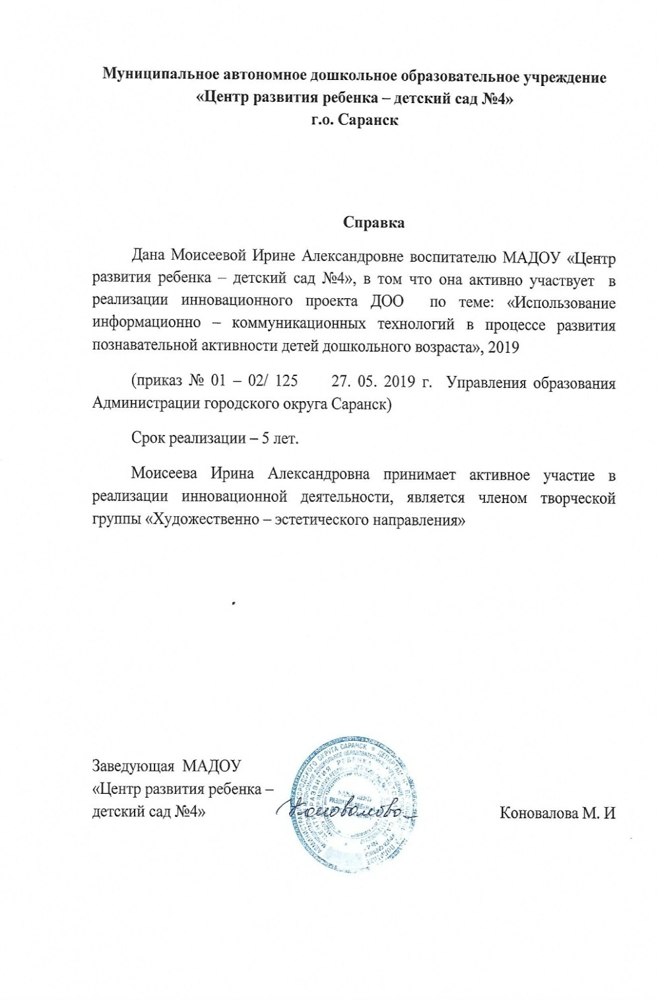 Муниципальное автономное дошкольное образовательное учреждение
«Центр развития ребенка – детский сад №4»
г.о. Саранск
Справка
Дана Моисеевой Ирине Александровне воспитателю МАДОУ «Центр
развития ребенка – детский сад №4», в том что она активно участвует в
реализации инновационного проекта ДОО по теме: «Использование
информационно – коммуникационных технологий в процессе развития
познавательной активности детей дошкольного возраста», 2019
(приказ № 01 – 02/ 125 27. 05. 2019 г. Управления образования
Администрации городского округа Саранск)
Срок реализации – 5 лет.
Моисеева Ирина Александровна принимает активное участие в
реализации инновационной деятельности, является членом творческой
группы «Художественно – эстетического направления»
Заведующая МАДОУ
«Центр развития ребенка –
детский сад №4»
Коновалова М. И